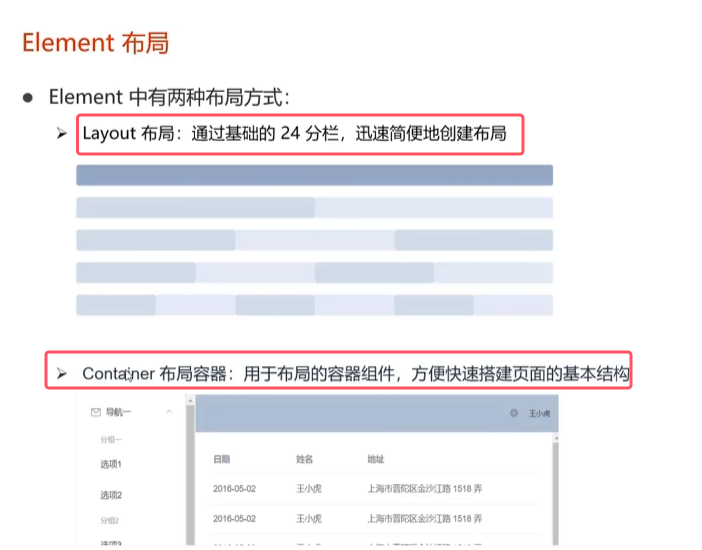 Element 布局
● Element 中有两种布局方式：
➢ Layout 布局：通过基础的 24 分栏，迅速简便地创建布局
➢ Container 布局容器：用于布局的容器组件，方便快速搭建页面的基本结构
导航一
王小虎
分组一
日期 姓名 地址
选项1
2016-05-02 王小虎 上海市普陀区金沙江路 1518 弄
选项2
2016-05-02 王小虎 上海市普陀区金沙江路 1518 弄
分组2
选项3